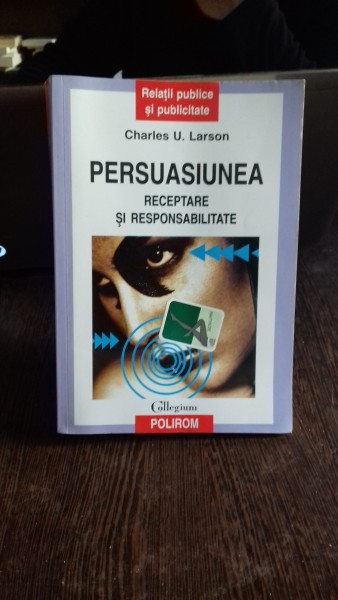 Relații publice
și publicitate
Charles U. Larson
PERSUASIUNEA
RECEPTARE
ȘI RESPONSABILITATE
Collegium
POLIROM